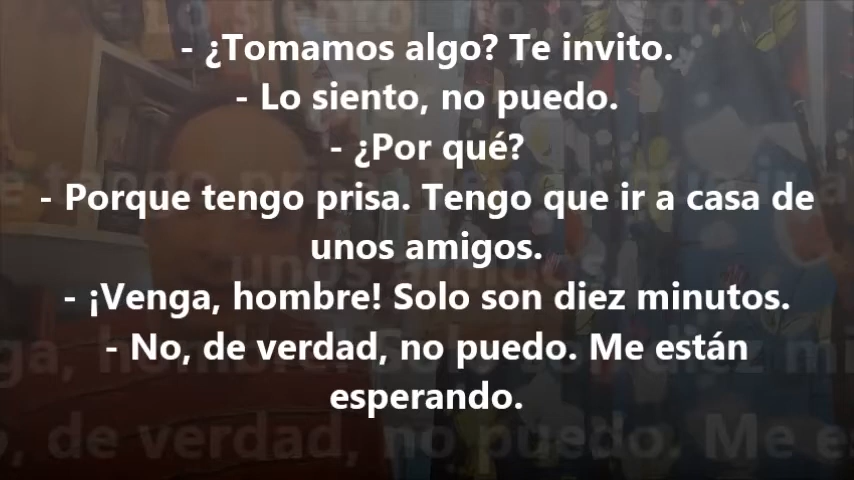 - ¿Tomamos algo? Te invito.
- Lo siento, no puedo.
- ¿Por qué?
- Porque tengo prisa. Tengo que ir a casa de
unos amigos.
- ¡Venga, hombre! Solo son diez minutos.
- No, de verdad, no puedo. Me están
esperando.